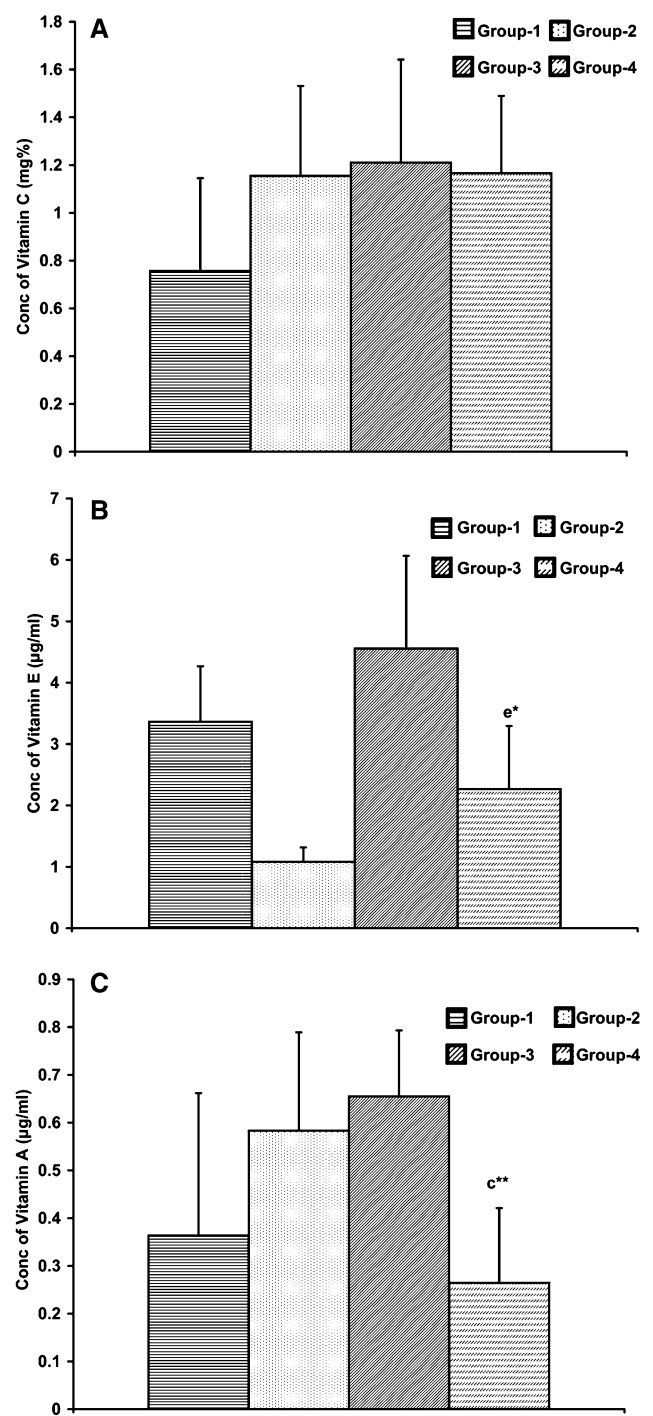 A
Group-1 Group-2
Group-3 Group-4
1.8
1.6
1.4
1.2
1
0.8
0.6
0.4
0.2
0
Conc of Vitamin C (mg%)
B
Group-1 Group-2
Group-3 Group-4
7
6
5
4
3
2
1
0
Conc of Vitamin E (µg/ml)
e*
C
Group-1 Group-2
Group-3 Group-4
0.9
0.8
0.7
0.6
0.5
0.4
0.3
0.2
0.1
0
Conc of Vitamin A (µg/ml)
c**